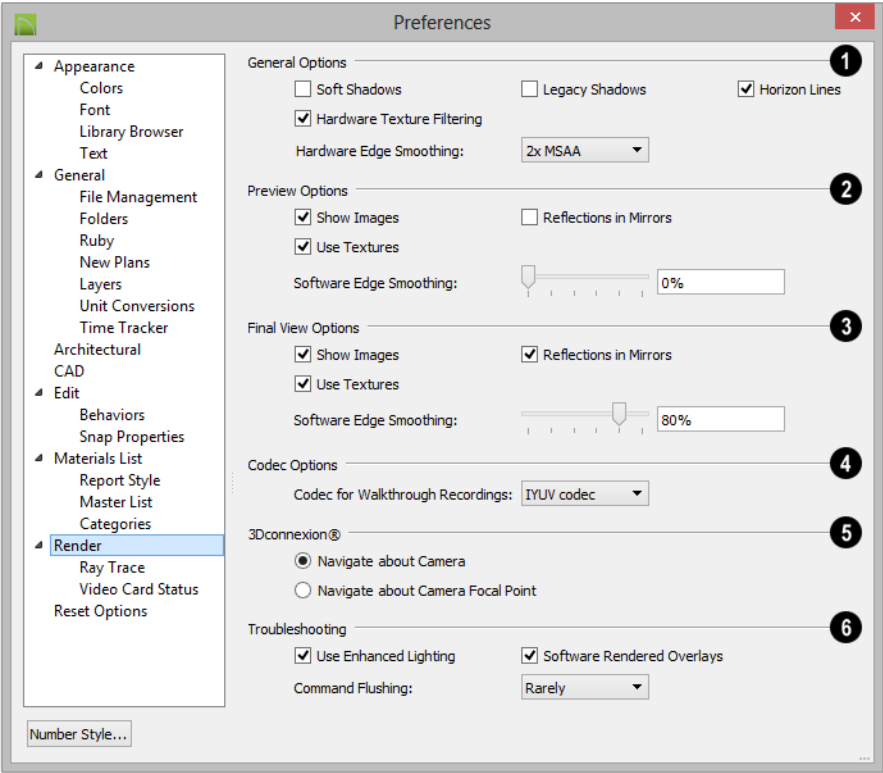 Preferences
Appearance
Colors
Font
Library Browser
Text
General
File Management
Folders
Ruby
New Plans
Layers
Unit Conversions
Time Tracker
Architectural
CAD
Edit
Behaviors
Snap Properties
Materials List
Report Style
Master List
Categories
Render
Ray Trace
Video Card Status
Reset Options
Number Style...
General Options 1
Soft Shadows Legacy Shadows Horizon Lines
Hardware Texture Filtering
Hardware Edge Smoothing: 2x MSAA
Preview Options 2
Show Images Reflections in Mirrors
Use Textures
Software Edge Smoothing: 0%
Final View Options 3
Show Images Reflections in Mirrors
Use Textures
Software Edge Smoothing: 80%
Codec Options 4
Codec for Walkthrough Recordings: IYUV codec
3Dconnexion® 5
Navigate about Camera
Navigate about Camera Focal Point
Troubleshooting 6
Use Enhanced Lighting Software Rendered Overlays
Command Flushing: Rarely